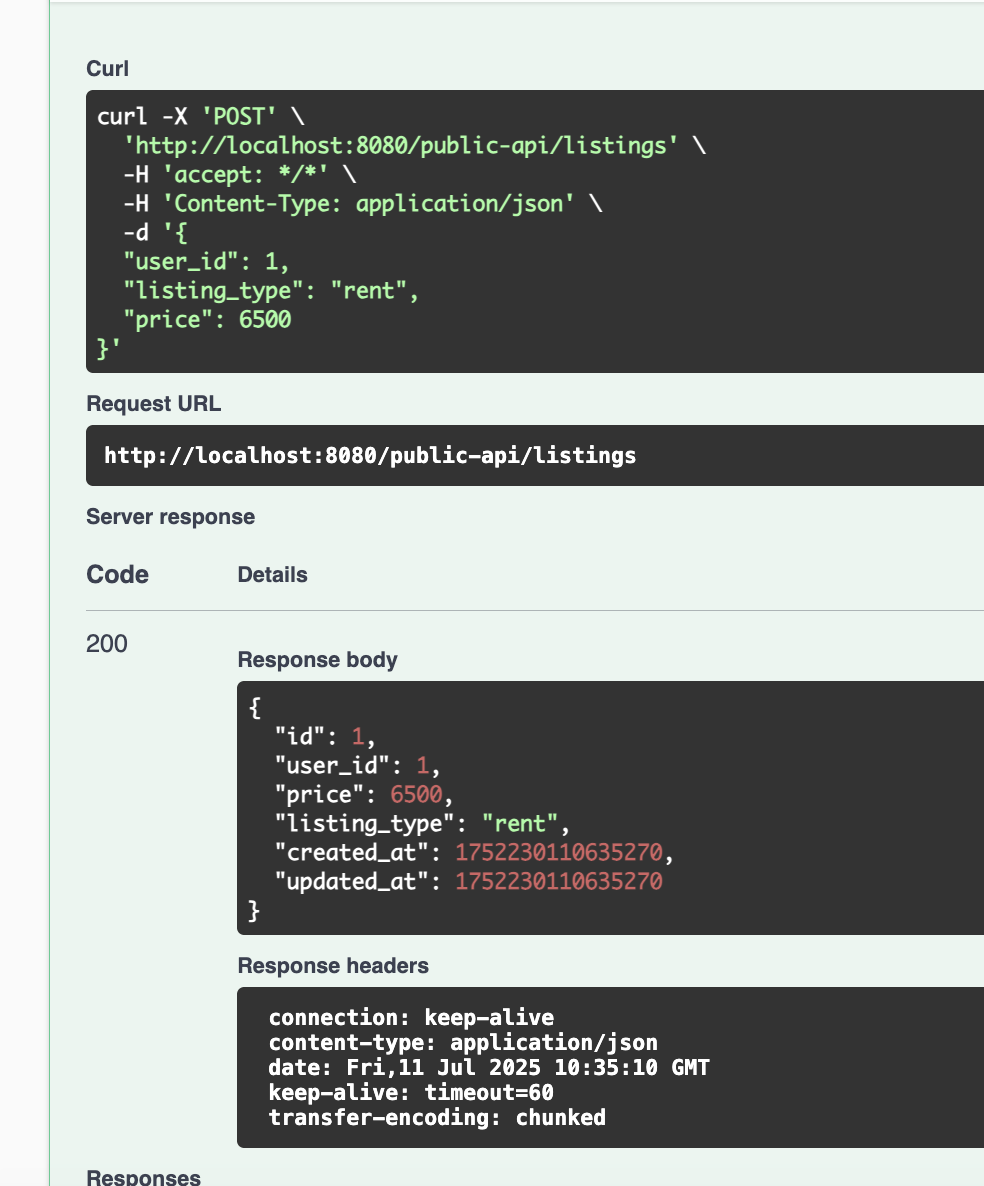 Curl
curl -X 'POST' \
  'http://localhost:8080/public-api/listings' \
  -H 'accept: */*' \
  -H 'Content-Type: application/json' \
  -d '{
  "user_id": 1,
  "listing_type": "rent",
  "price": 6500
}'
Request URL
http://localhost:8080/public-api/listings
Server response
Code Details
200
Response body
{
  "id": 1,
  "user_id": 1,
  "price": 6500,
  "listing_type": "rent",
  "created_at": 1752230110635270,
  "updated_at": 1752230110635270
}
Response headers
connection: keep-alive
content-type: application/json
date: Fri,11 Jul 2025 10:35:10 GMT
keep-alive: timeout=60
transfer-encoding: chunked
Responses